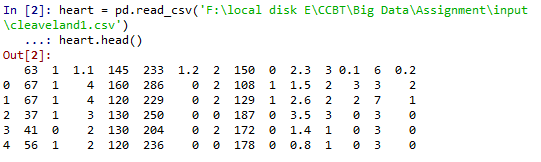 In [2]: heart = pd.read_csv('F:\local disk E\CCBT\Big Data\Assignment\input
\cleaveland1.csv')
   ...: heart.head()
Out[2]:
   63  1  1.1  145  233  1.2  2  150  0  2.3  3 0.1  6  0.2
0  67  1    4  160  286    0  2  108  1  1.5  2   3  3    2
1  67  1    4  120  229    0  2  129  1  2.6  2   2  7    1
2  37  1    3  130  250    0  0  187  0  3.5  3   0  3    0
3  41  0    2  130  204    0  2  172  0  1.4  1   0  3    0
4  56  1    2  120  236    0  0  178  0  0.8  1   0  3    0